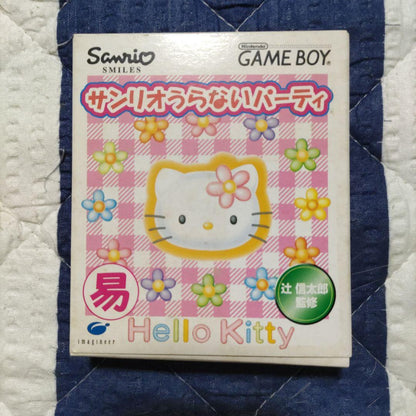 Sanrio
SMILES
Nintendo
GAME BOY®
サンリオうらないパーティ
易
辻 信太郎
監修
Hello Kitty
imagineer